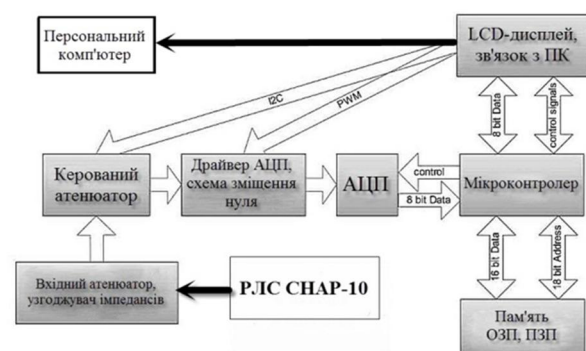 Персональний
комп'ютер
LCD-дисплей,
зв'язок з ПК
I2C
PWM
8 bit Data
control signals
Керований
атенюатор
Драйвер АЦП,
схема зміщення
нуля
АЦП
control
8 bit Data
Мікроконтролер
16 bit Data
18 bit Address
Вхідний атенюатор,
узгоджувач імпедансів
РЛС СНАР-10
Пам'ять
ОЗП, ПЗП